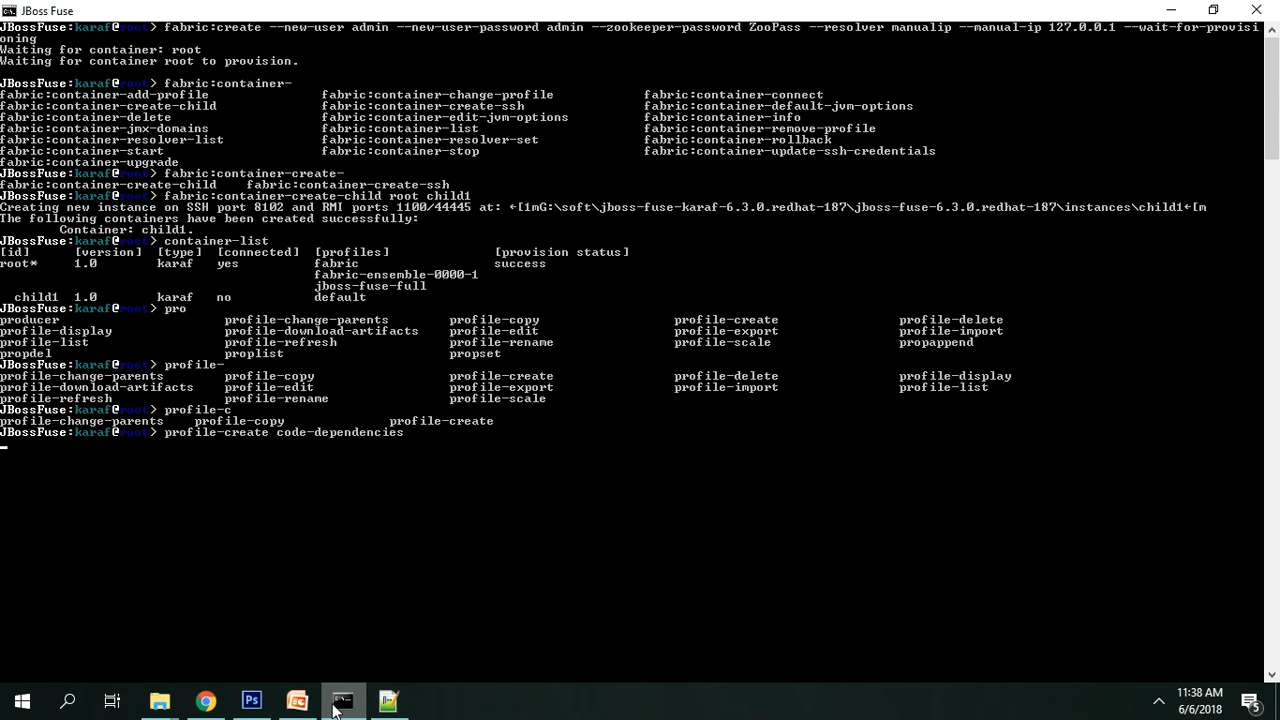 JBoss Fuse
JBossFuse:karaf@root> fabric:create --new-user admin --new-user-password admin --zookeeper-password ZooPass --resolver manualip --manual-ip 127.0.0.1 --wait-for-provisi
oning
Waiting for container: root
Waiting for container root to provision.
JBossFuse:karaf@root> fabric:container-
fabric:container-add-profile fabric:container-change-profile fabric:container-connect
fabric:container-create-child fabric:container-create-ssh fabric:container-default-jvm-options
fabric:container-delete fabric:container-edit-jvm-options fabric:container-info
fabric:container-jmx-domains fabric:container-list fabric:container-remove-profile
fabric:container-resolver-list fabric:container-resolver-set fabric:container-rollback
fabric:container-start fabric:container-stop fabric:container-update-ssh-credentials
fabric:container-upgrade
JBossFuse:karaf@root> fabric:container-create-
fabric:container-create-child fabric:container-create-ssh
JBossFuse:karaf@root> fabric:container-create-child root child1
Creating new instance on SSH port 8102 and RMI ports 1100/44445 at: ←[1mG:\soft\jboss-fuse-karaf-6.3.0.redhat-187\jboss-fuse-6.3.0.redhat-187\instances\child1←[m
The following containers have been created successfully:
Container: child1.
JBossFuse:karaf@root> container-list
[id] [version] [type] [connected] [profiles] [provision status]
root* 1.0 karaf yes fabric success
fabric-ensemble-0000-1
jboss-fuse-full
child1 1.0 karaf no default
JBossFuse:karaf@root> pro
producer profile-change-parents profile-copy profile-create profile-delete
profile-display profile-download-artifacts profile-edit profile-export profile-import
profile-list profile-refresh profile-rename profile-scale propappend
propdel proplist propset
JBossFuse:karaf@root> profile-
profile-change-parents profile-copy profile-create profile-delete profile-display
profile-download-artifacts profile-edit profile-export profile-import profile-list
profile-refresh profile-rename profile-scale
JBossFuse:karaf@root> profile-c
profile-change-parents profile-copy profile-create
JBossFuse:karaf@root> profile-create code-dependencies
11:38 AM
6/6/2018
5